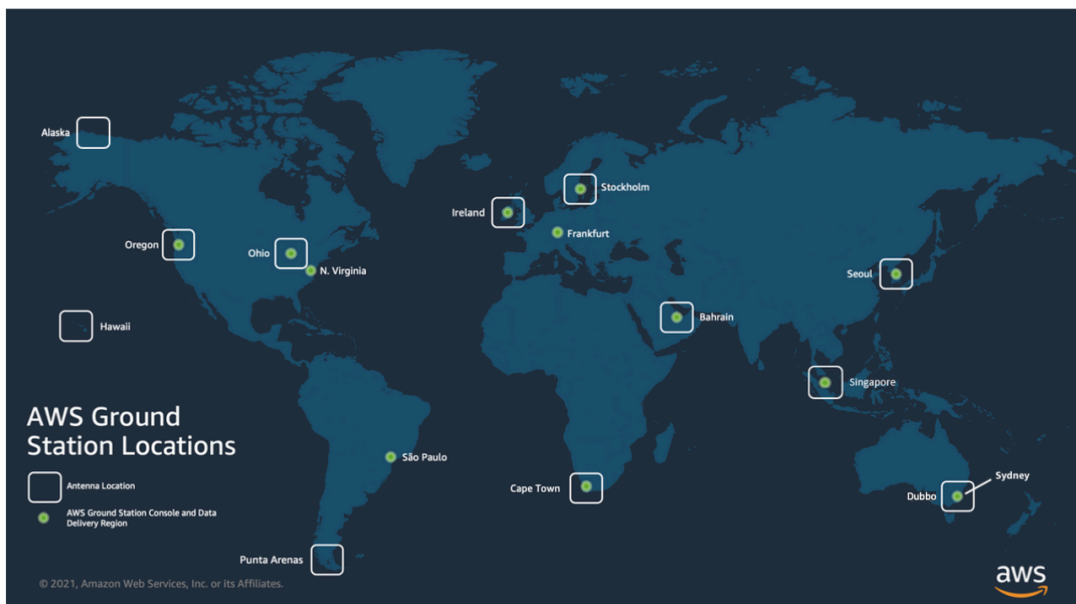 Alaska
Stockholm
Ireland
Frankfurt
Oregon
Ohio
N. Virginia
Seoul
Hawaii
Bahrain
Singapore
AWS Ground
Station Locations
São Paulo
Antenna Location
Sydney
Cape Town
Dubbo
AWS Ground Station Console and Data
Delivery Region
Punta Arenas
© 2021, Amazon Web Services, Inc. or its Affiliates.
aws